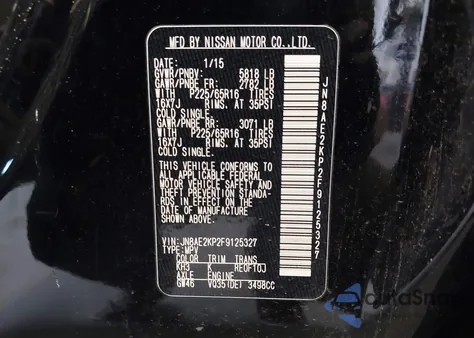 MFD BY NISSAN MOTOR CO.,LTD.
DATE: 1/15
GVWR/PNBV: 5818 LB
GAWR/PNBE FR: 2782 LB
WITH P225/65R16 TIRES
16X7J RIMS. AT 35PSI
COLD SINGLE.
GAWR/PNBE RR: 3071 LB
WITH P225/65R16 TIRES
16X7J RIMS. AT 35PSI
COLD SINGLE.
THIS VEHICLE CONFORMS TO
ALL APPLICABLE FEDERAL
MOTOR VEHICLE SAFETY AND
THEFT PREVENTION STANDA-
RDS IN EFFECT ON THE
DATE OF MANUFACTURE
SHOWN ABOVE.
VIN:JN8AE2KP2F9125327
TYPE:MPV
COLOR TRIM TRANS
KH3 K RE0F10J
AXLE ENGINE
GW46 VQ35(DE) 3498CC
JN8AE2KP2F9125327